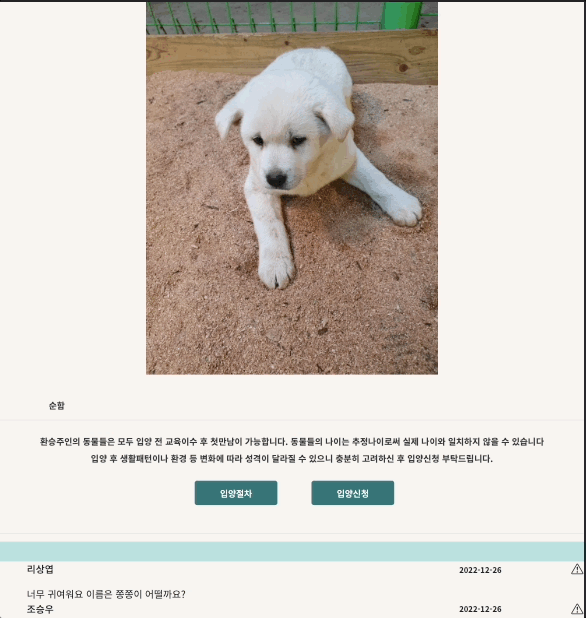 순함
환승주인의 동물들은 모두 입양 전 교육이수 후 첫만남이 가능합니다. 동물들의 나이는 추정나이로써 실제 나이와 일치하지 않을 수 있습니다
입양 후 생활패턴이나 환경 등 변화에 따라 성격이 달라질 수 있으니 충분히 고려하신 후 입양신청 부탁드립니다.
입양절차 입양신청
리상엽 2022-12-26
너무 귀여워요 이름은 쫑쫑이 어떨까요?
조승우 2022-12-26